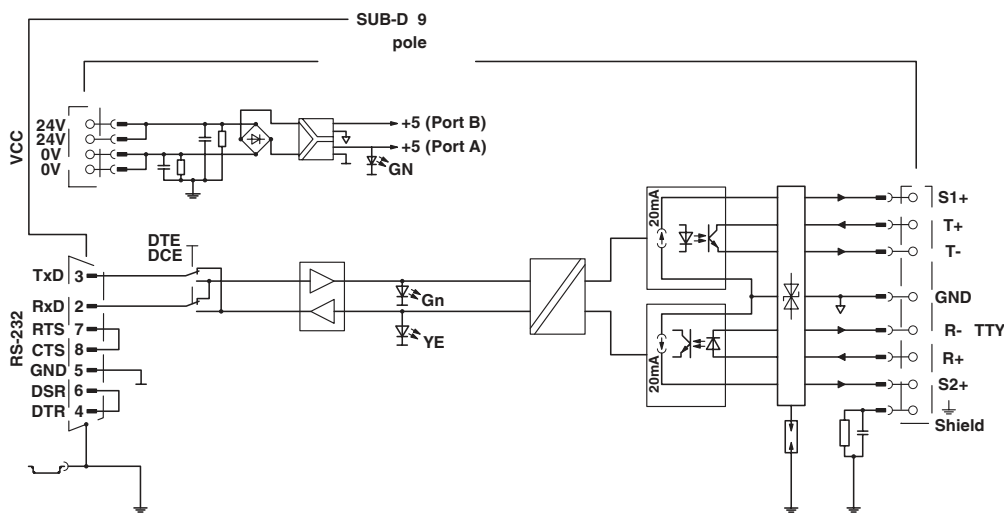 SUB-D 9
pole
VCC
24V
24V
0V
0V
+5 (Port B)
+5 (Port A)
GN
20mA
S1+
T+
T-
GND
R- TTY
R+
S2+
Shield
20mA
DTE
DCE
Gn
YE
RS-232
TxD 3
RxD 2
RTS 7
CTS 8
GND 5
DSR 6
DTR 4